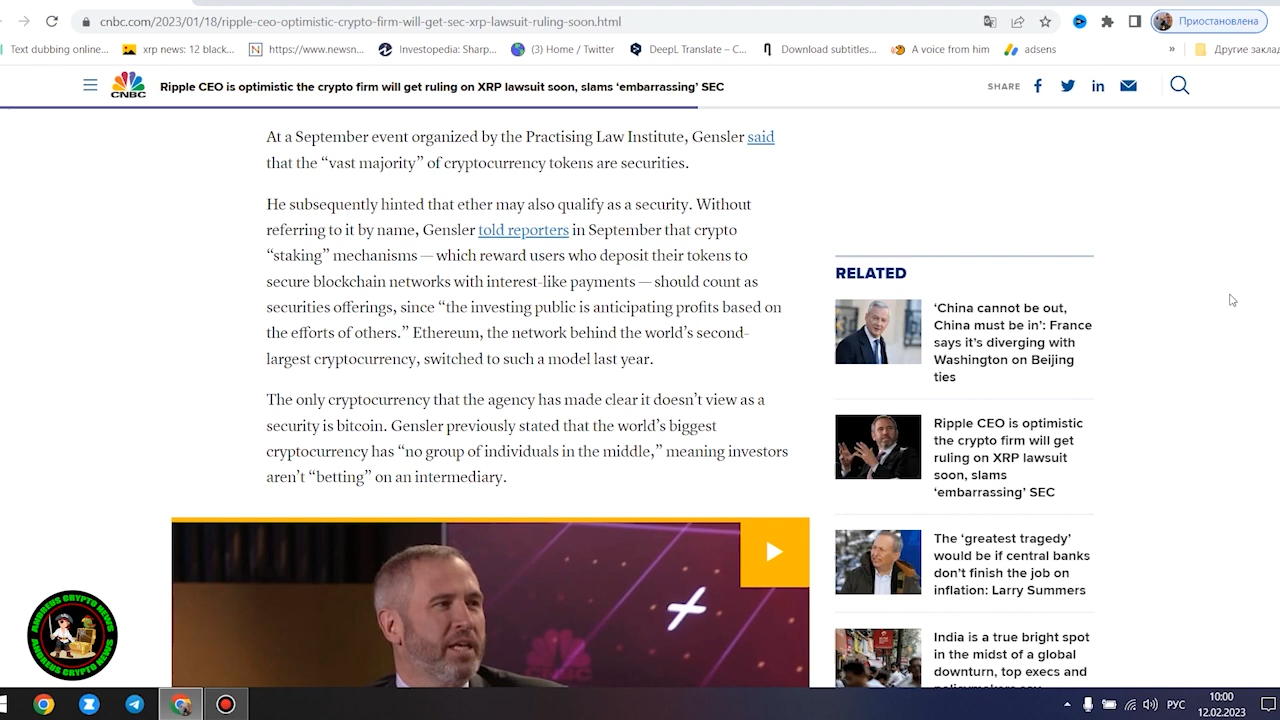 cnbc.com/2023/01/18/ripple-ceo-optimistic-crypto-firm-will-get-sec-xrp-lawsuit-ruling-soon.html
Приостановлена
Text dubbing online...
xrp news: 12 black...
https://www.newsn...
Investopedia: Sharp...
(3) Home / Twitter
DeepL Translate – C...
Download subtitles...
A voice from him
adsens
»
Другие закла
CNBC
Ripple CEO is optimistic the crypto firm will get ruling on XRP lawsuit soon, slams ‘embarrassing’ SEC
SHARE
At a September event organized by the Practising Law Institute, Gensler said
that the “vast majority” of cryptocurrency tokens are securities.
He subsequently hinted that ether may also qualify as a security. Without
referring to it by name, Gensler told reporters in September that crypto
“staking” mechanisms — which reward users who deposit their tokens to
secure blockchain networks with interest-like payments — should count as
securities offerings, since “the investing public is anticipating profits based on
the efforts of others.” Ethereum, the network behind the world’s second-
largest cryptocurrency, switched to such a model last year.
The only cryptocurrency that the agency has made clear it doesn’t view as a
security is bitcoin. Gensler previously stated that the world’s biggest
cryptocurrency has “no group of individuals in the middle,” meaning investors
aren’t “betting” on an intermediary.
RELATED
‘China cannot be out,
China must be in’: France
says it’s diverging with
Washington on Beijing
ties
Ripple CEO is optimistic
the crypto firm will get
ruling on XRP lawsuit
soon, slams
‘embarrassing’ SEC
The ‘greatest tragedy’
would be if central banks
don’t finish the job on
inflation: Larry Summers
India is a true bright spot
in the midst of a global
downturn, top execs and
ANDREUS CRYPTO NEWS
ANDREUS CRYPTO NEWS
РУС
10:00
12.02.2023